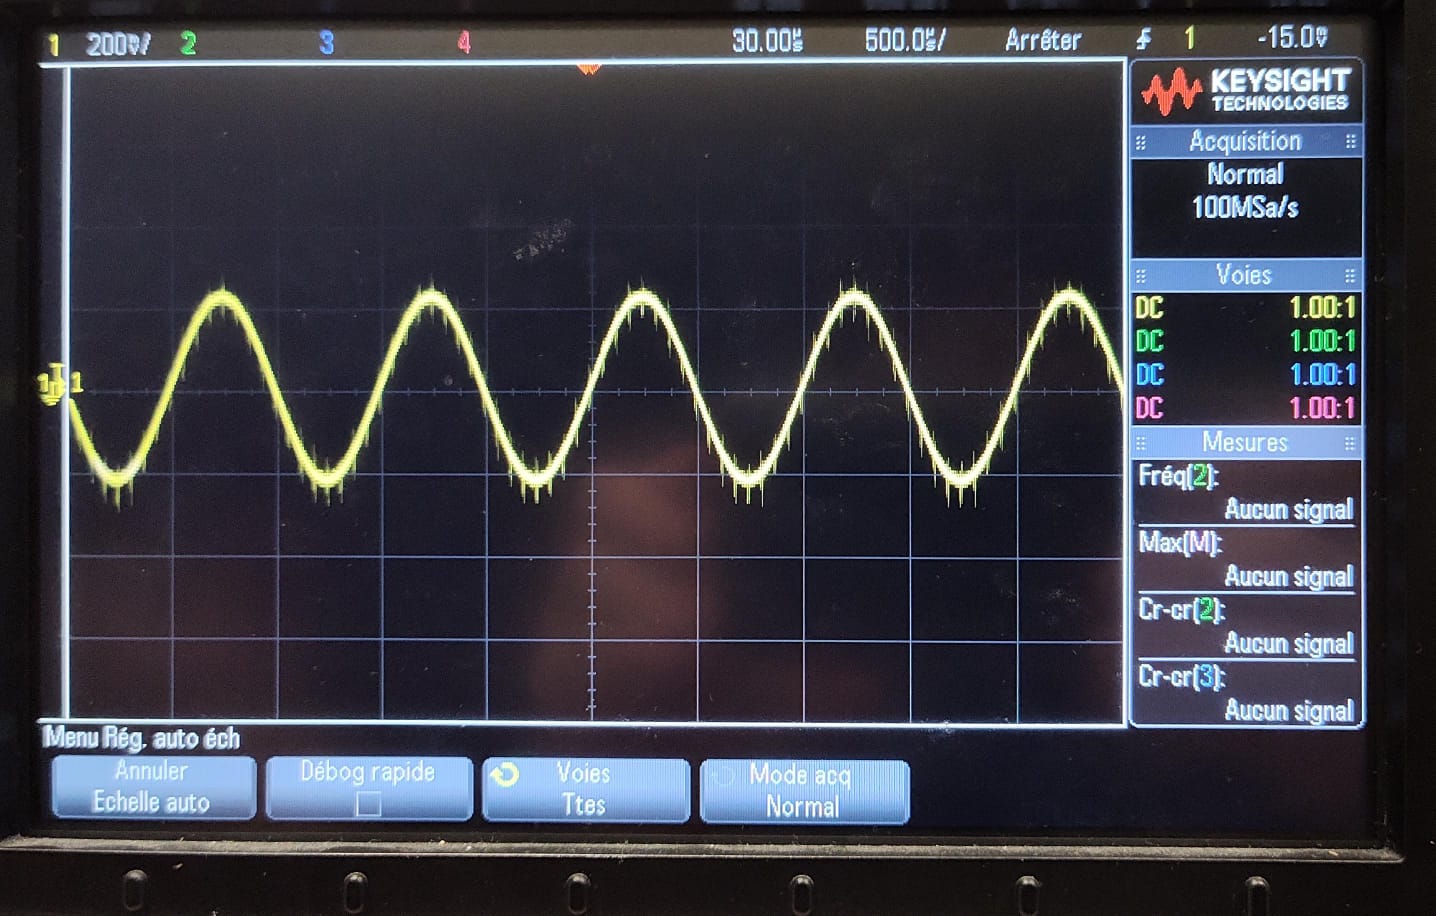 1 200mV/ 2 3 4 30.00µs 500.0µs/ Arrêter 1 -15.0mV
KEYSIGHT
TECHNOLOGIES
Acquisition
Normal
100MSa/s
Voies
DC 1.00:1
DC 1.00:1
DC 1.00:1
DC 1.00:1
Mesures
Fréq(2):
Aucun signal
Max(M):
Aucun signal
Cr-cr(2):
Aucun signal
Cr-cr(3):
Aucun signal
T
1
Menu Rég. auto éch
Annuler
Echelle auto
Débog rapide
Voies
Ttes
Mode acq
Normal